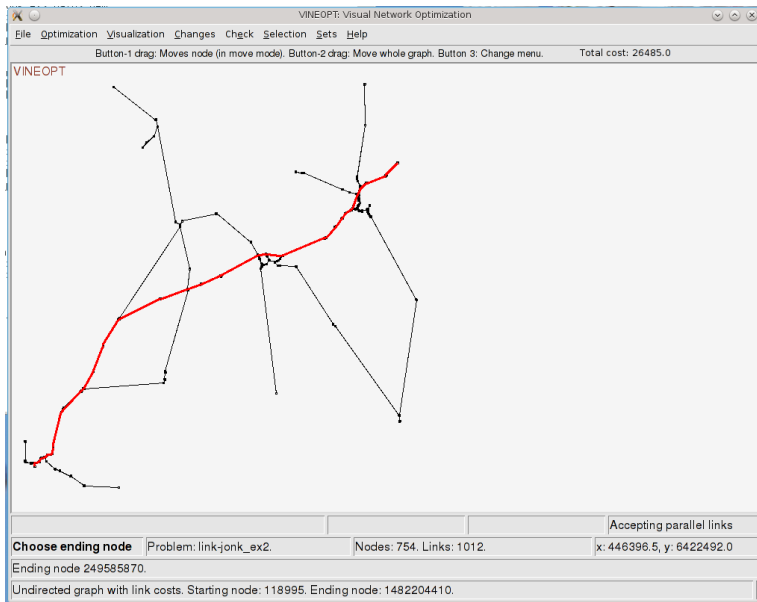 VINEOPT: Visual Network Optimization
File Optimization Visualization Changes Check Selection Sets Help
Button-1 drag: Moves node (in move mode). Button-2 drag: Move whole graph. Button 3: Change menu. Total cost: 26485.0
VINEOPT
Accepting parallel links
Choose ending node Problem: link-jonk_ex2. Nodes: 754. Links: 1012. x: 446396.5, y: 6422492.0
Ending node 249585870.
Undirected graph with link costs. Starting node: 118995. Ending node: 1482204410.